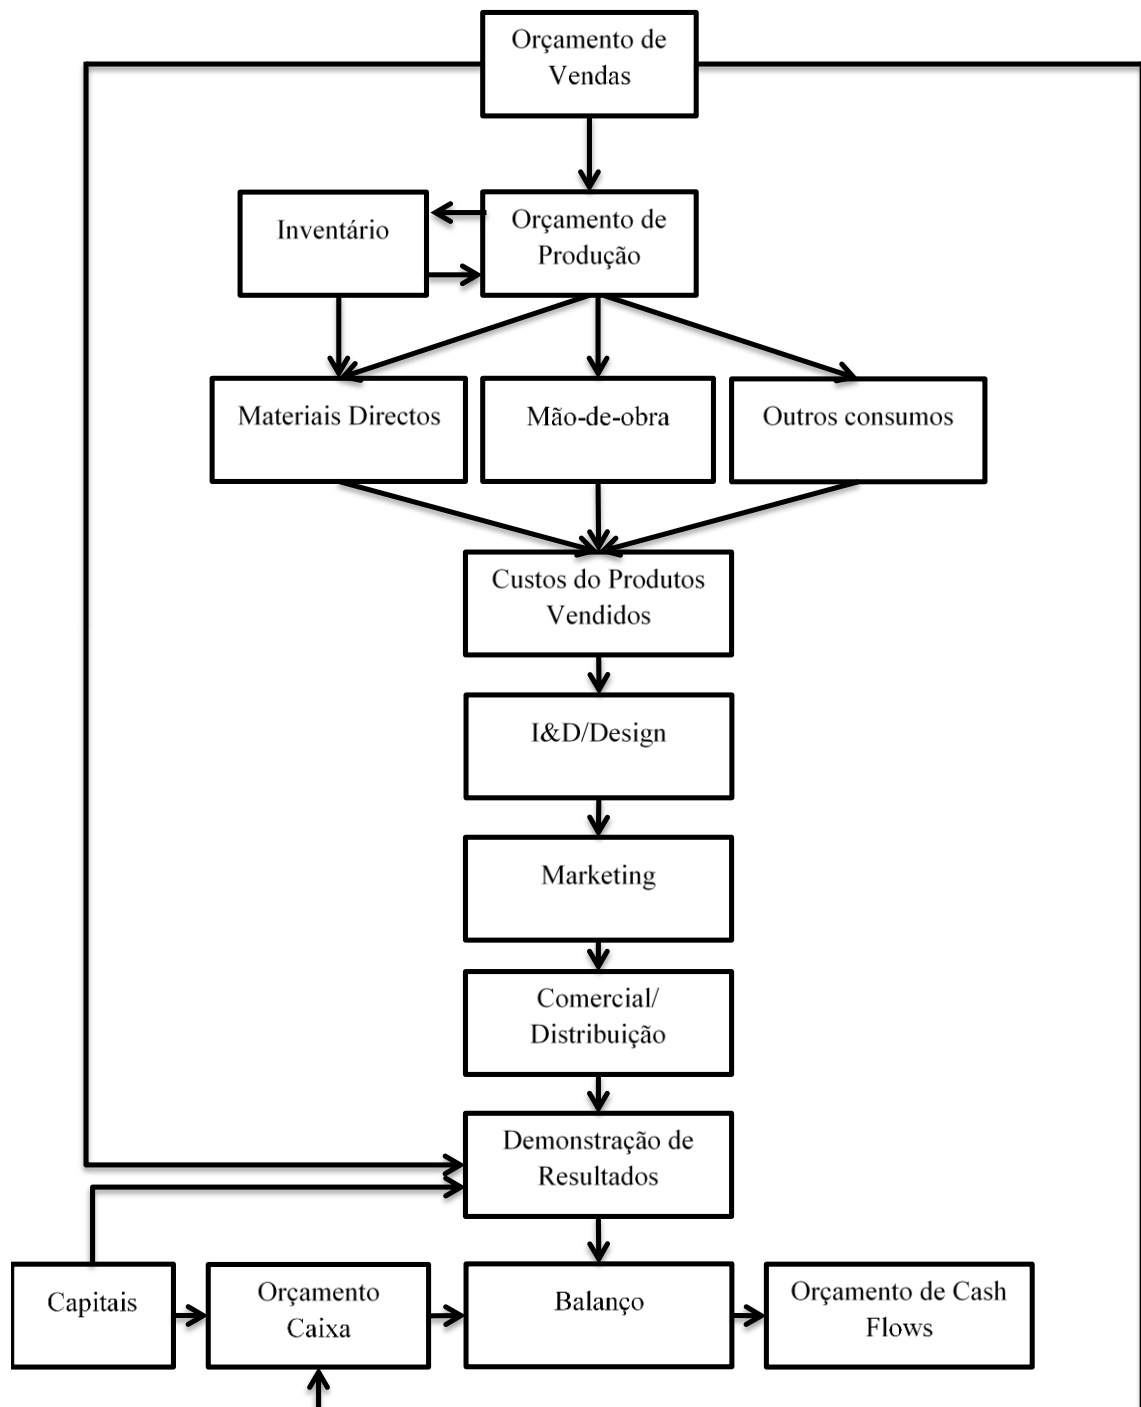 Orçamento de
Vendas
Inventário
Orçamento de
Produção
Materiais Directos
Mão-de-obra
Outros consumos
Custos do Produtos
Vendidos
I&D/Design
Marketing
Comercial/
Distribuição
Demonstração de
Resultados
Capitais
Orçamento
Caixa
Balanço
Orçamento de Cash
Flows